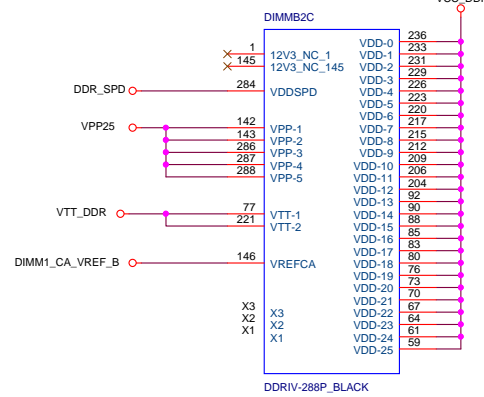 DIMMB2C
1 12V3_NC_1
145 12V3_NC_145
DDR_SPD 284 VDDSPD
VPP25 142 VPP-1
143 VPP-2
286 VPP-3
287 VPP-4
288 VPP-5
VTT_DDR 77 VTT-1
221 VTT-2
DIMM1_CA_VREF_B 146 VREFCA
X3 X3
X2 X2
X1 X1
VDD-0 236
VDD-1 233
VDD-2 231
VDD-3 229
VDD-4 226
VDD-5 223
VDD-6 220
VDD-7 217
VDD-8 215
VDD-9 212
VDD-10 209
VDD-11 206
VDD-12 204
VDD-13 92
VDD-14 90
VDD-15 88
VDD-16 85
VDD-17 83
VDD-18 80
VDD-19 76
VDD-20 73
VDD-21 70
VDD-22 67
VDD-23 64
VDD-24 61
VDD-25 59
DDRIV-288P_BLACK